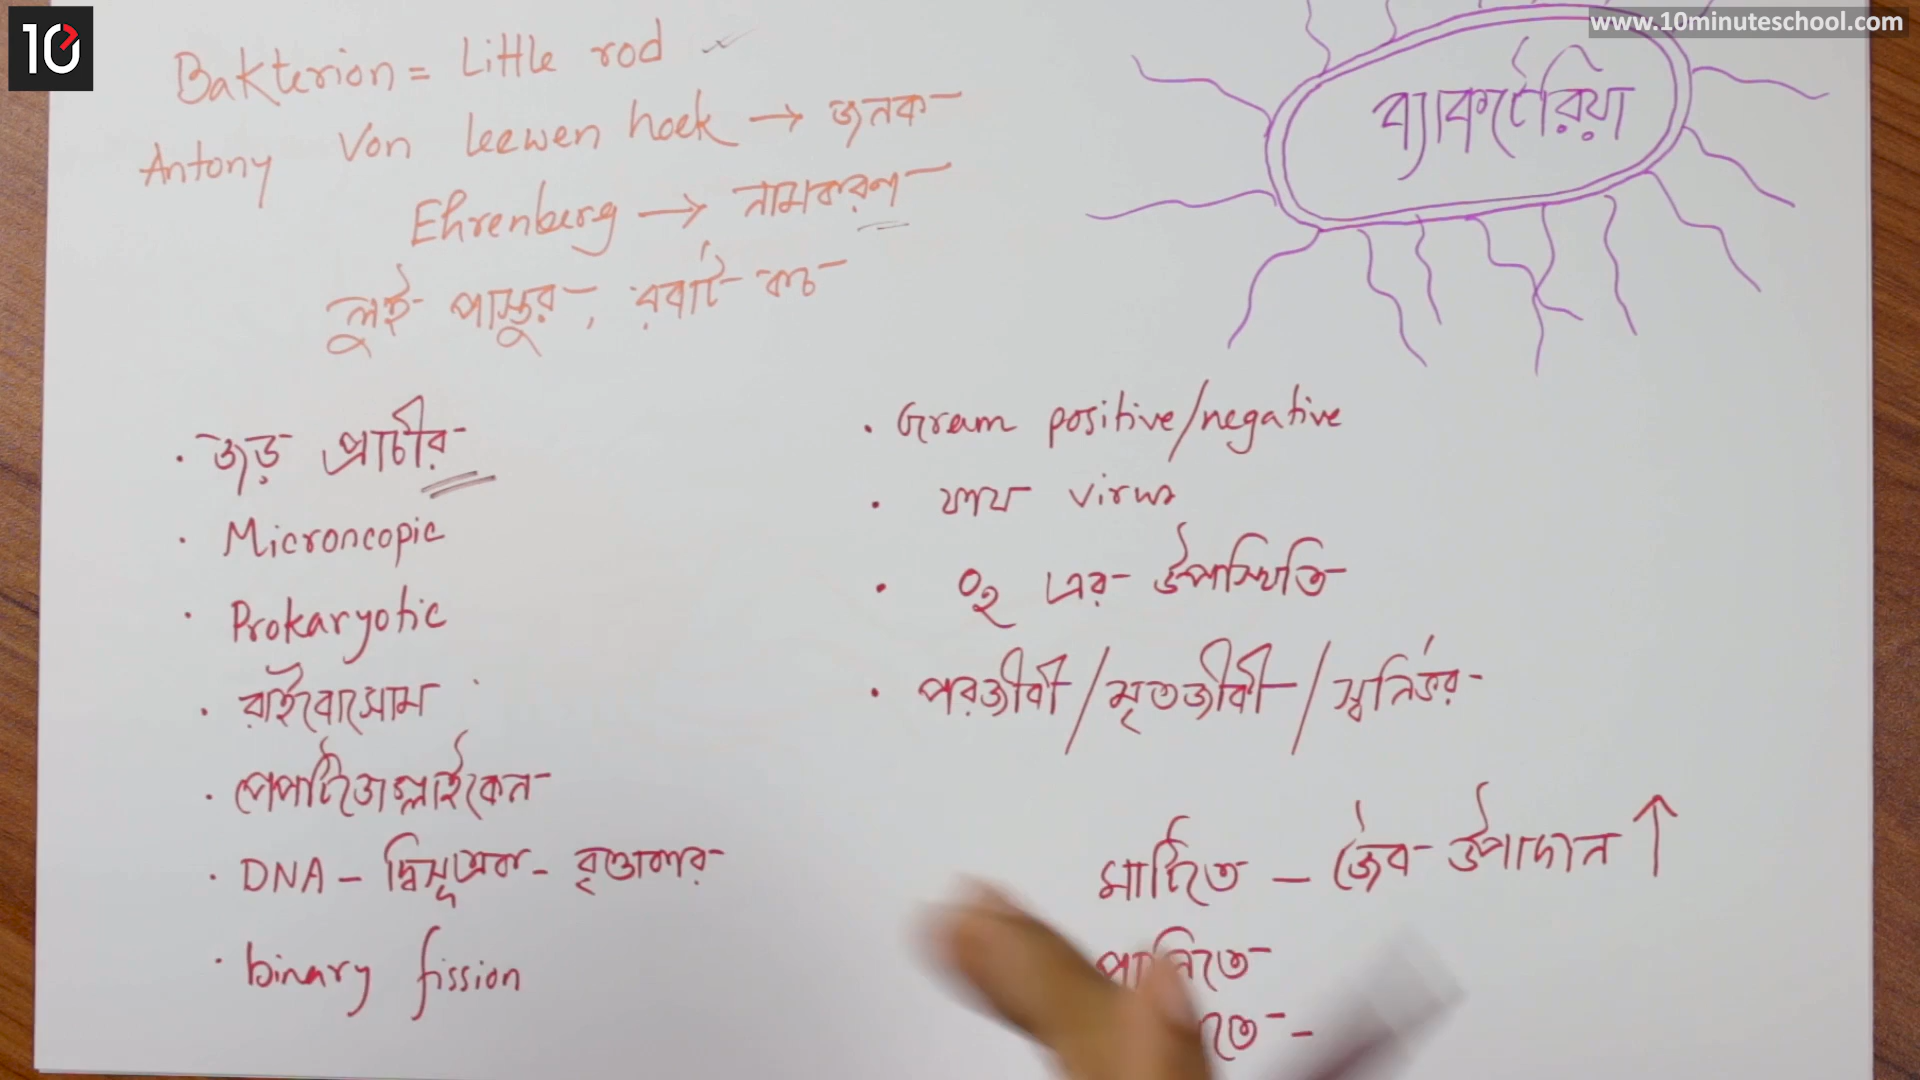 10
www.10minuteschool.com
Bakterion = Little rod
Antony Von Leewen hoek → জনক
Ehrenberg → নামকরণ
লুই পাস্তুর, রবার্ট কচ
ব্যাকটেরিয়া
· জড় প্রাচীর
· Microncopic
· Prokaryotic
· রাইবোসোম
· পেপটিডোগ্লাইকেন
· DNA - দ্বিসূত্রক - বৃত্তাকার
· binary fission
· Gram positive/negative
· ফায virus
· O2 এর উপস্থিতি
· পরজীবী/মৃতজীবী/স্বনির্ভর
মাটিতে - জৈব উপাদান ↑
পানিতে